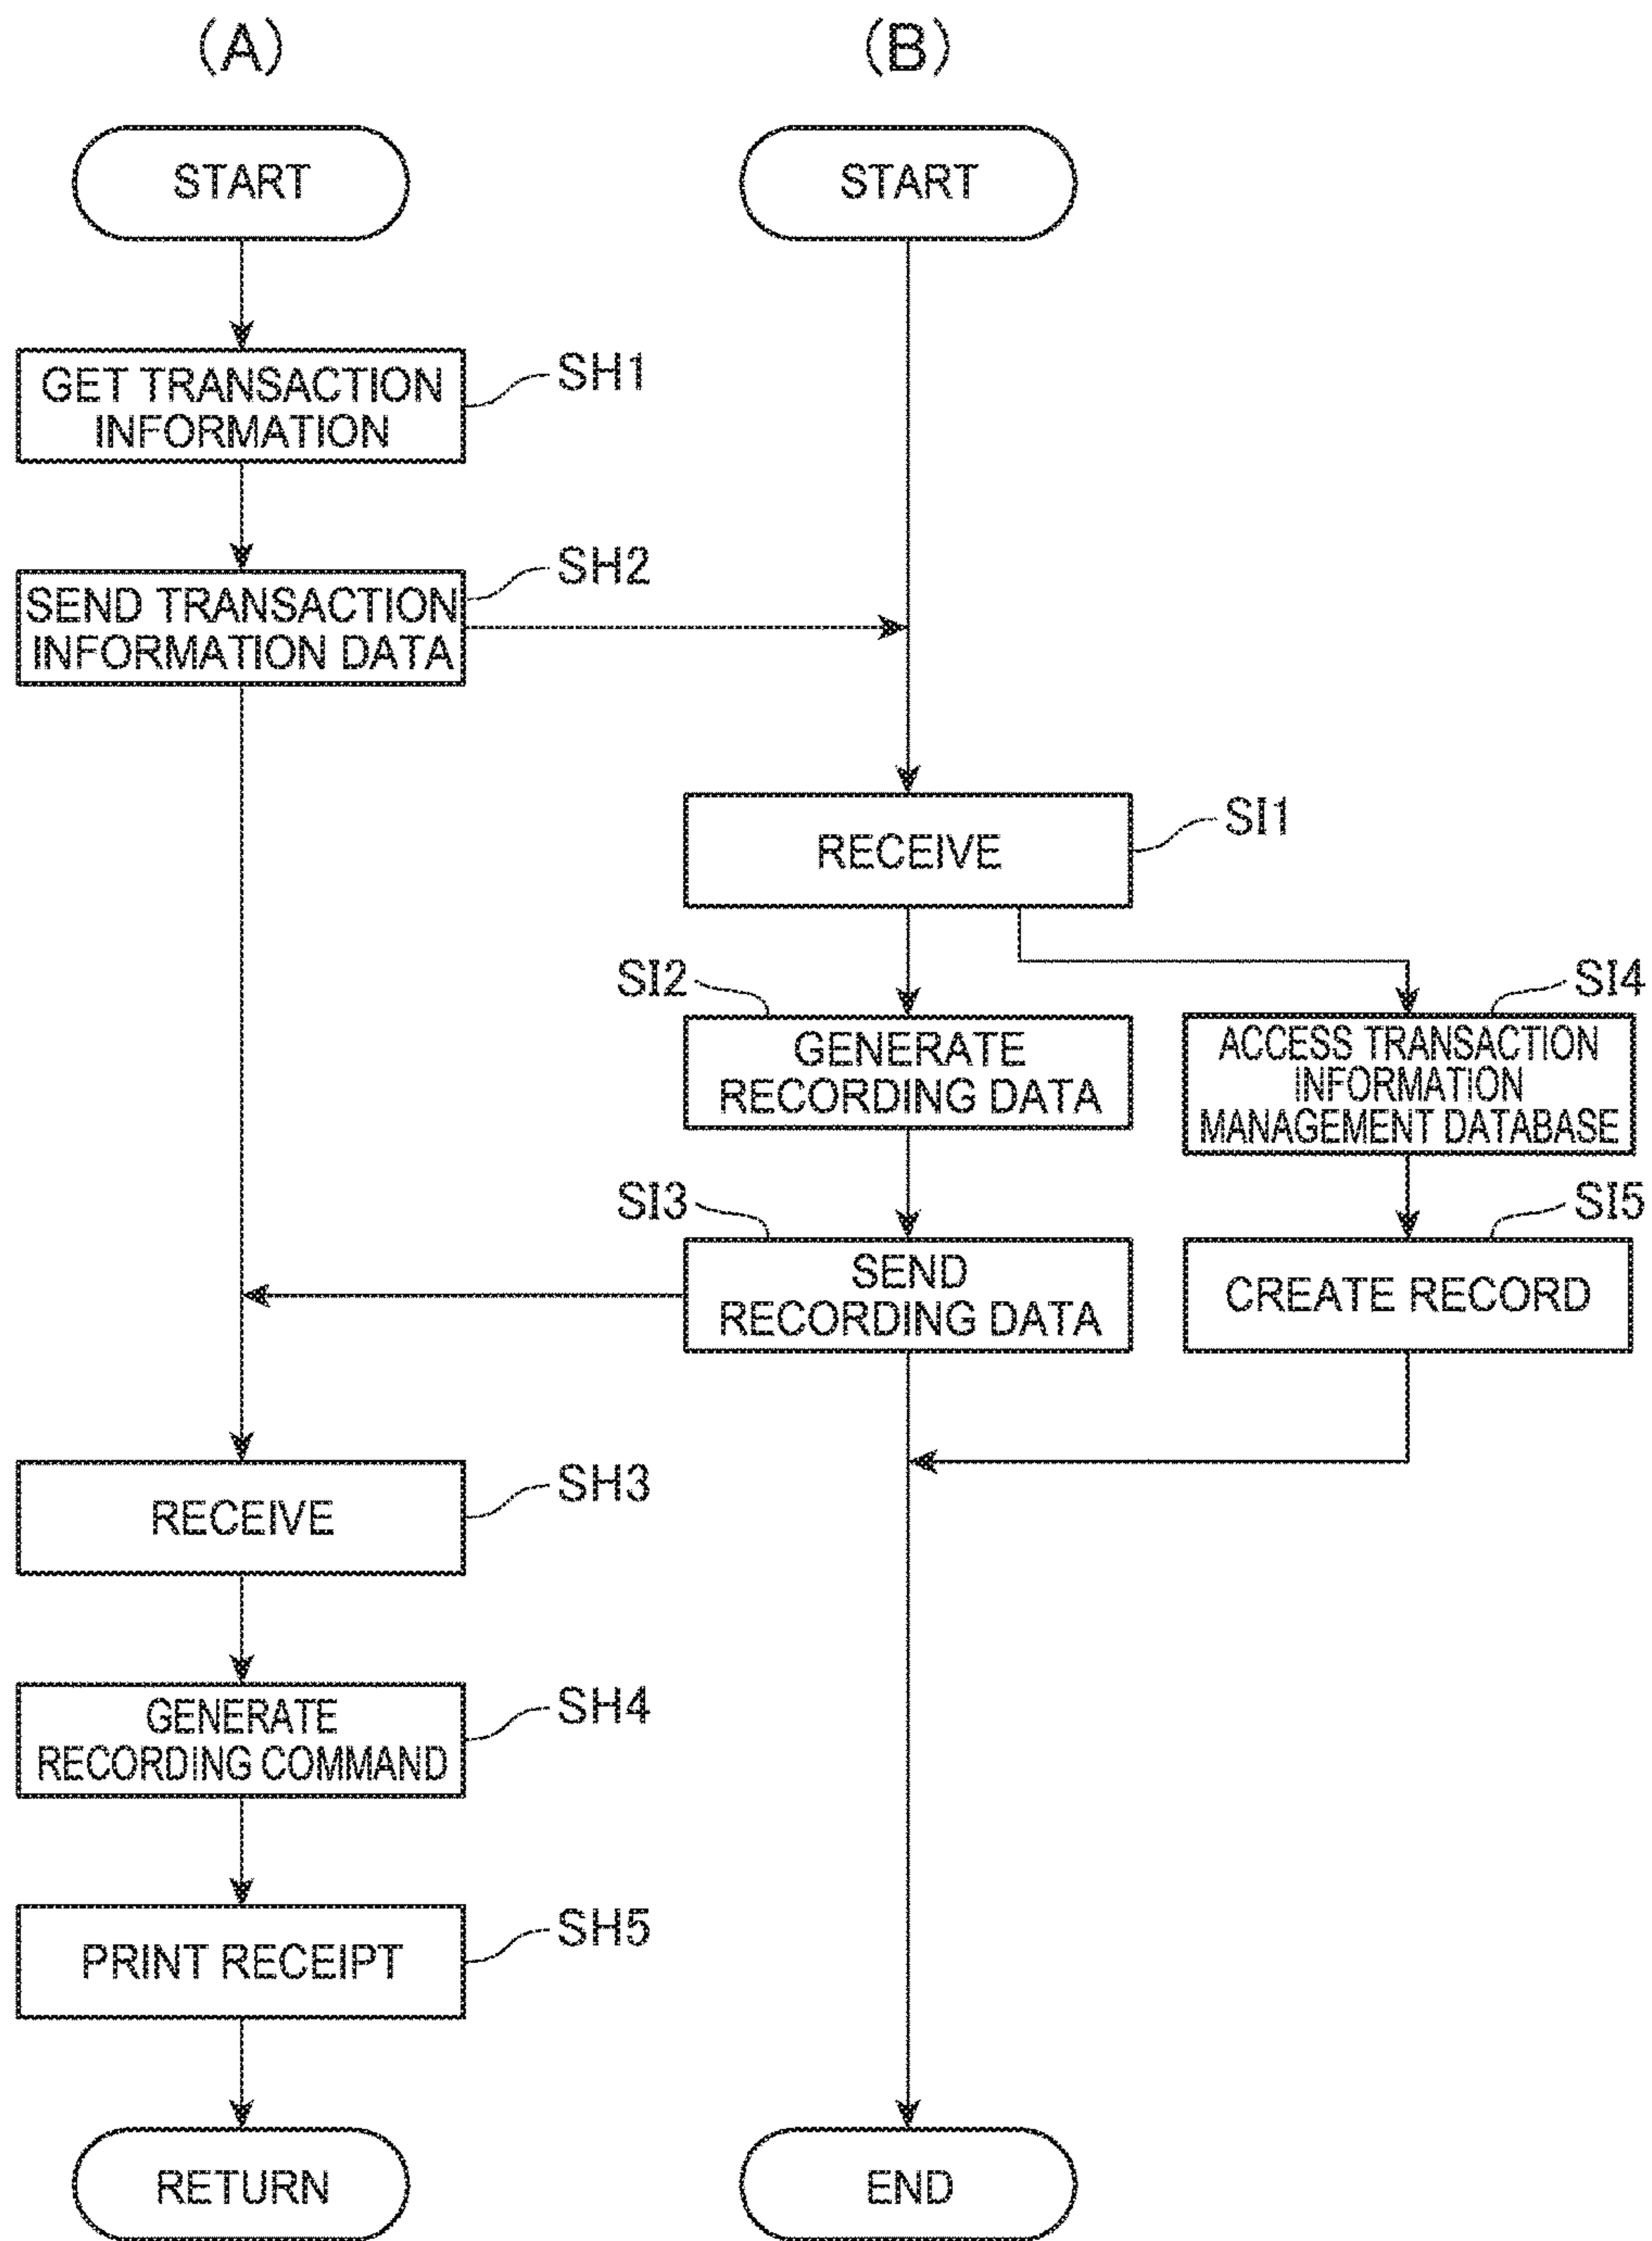 (A)
START
GET TRANSACTION
INFORMATION
SH1
SEND TRANSACTION
INFORMATION DATA
SH2
RECEIVE
SH3
GENERATE
RECORDING COMMAND
SH4
PRINT RECEIPT
SH5
RETURN
(B)
START
RECEIVE
SI1
SI2
GENERATE
RECORDING DATA
SI3
SEND
RECORDING DATA
SI4
ACCESS TRANSACTION
INFORMATION
MANAGEMENT DATABASE
SI5
CREATE RECORD
END